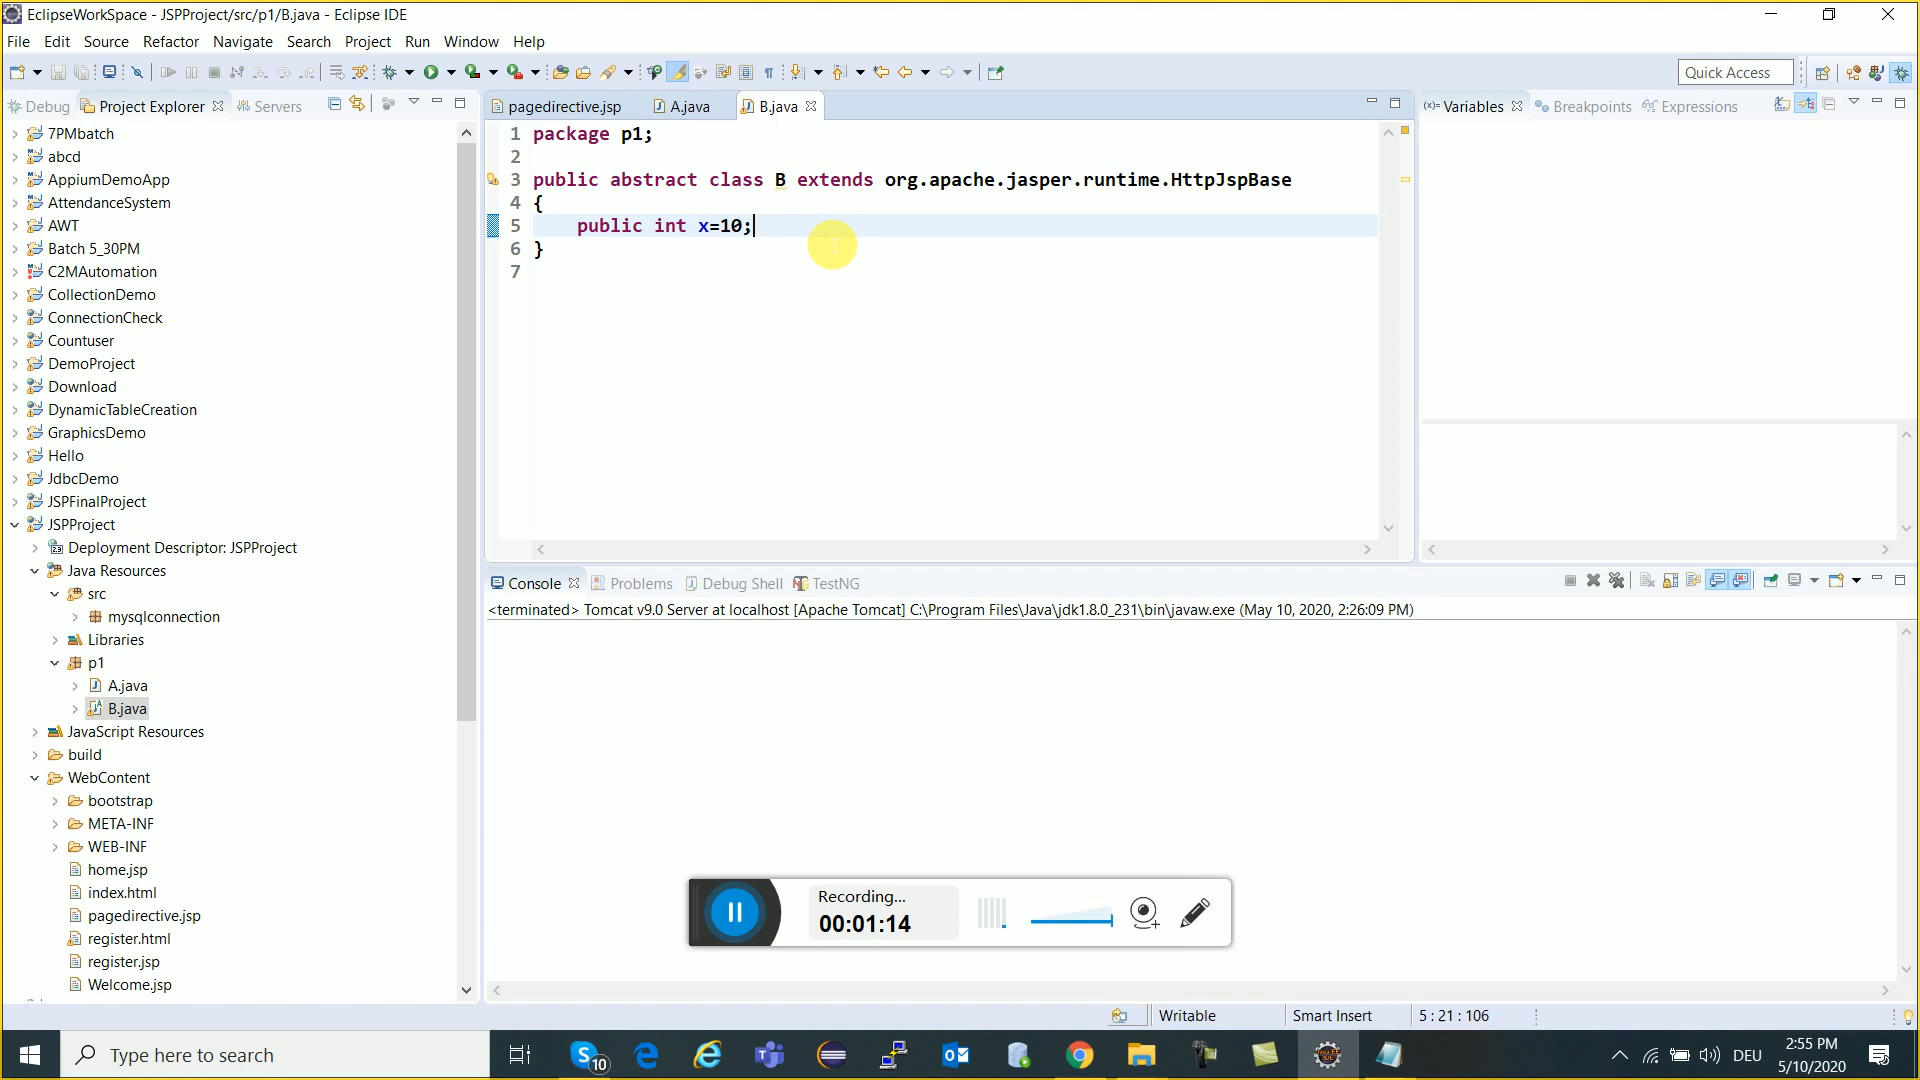 EclipseWorkSpace - JSPProject/src/p1/B.java - Eclipse IDE
File Edit Source Refactor Navigate Search Project Run Window Help
Quick Access
Debug Project Explorer Servers
7PMbatch
abcd
AppiumDemoApp
AttendanceSystem
AWT
Batch 5_30PM
C2MAutomation
CollectionDemo
ConnectionCheck
Countuser
DemoProject
Download
DynamicTableCreation
GraphicsDemo
Hello
JdbcDemo
JSPFinalProject
JSPProject
Deployment Descriptor: JSPProject
Java Resources
src
mysqlconnection
Libraries
p1
A.java
B.java
JavaScript Resources
build
WebContent
bootstrap
META-INF
WEB-INF
home.jsp
index.html
pagedirective.jsp
register.html
register.jsp
Welcome.jsp
pagedirective.jsp A.java B.java
1 package p1;
2
3 public abstract class B extends org.apache.jasper.runtime.HttpJspBase
4 {
5 public int x=10;
6 }
7
(x)= Variables Breakpoints Expressions
Console Problems Debug Shell TestNG
<terminated> Tomcat v9.0 Server at localhost [Apache Tomcat] C:\Program Files\Java\jdk1.8.0_231\bin\javaw.exe (May 10, 2020, 2:26:09 PM)
Recording...
00:01:14
Writable Smart Insert 5 : 21 : 106
Type here to search
10
DEU
2:55 PM
5/10/2020